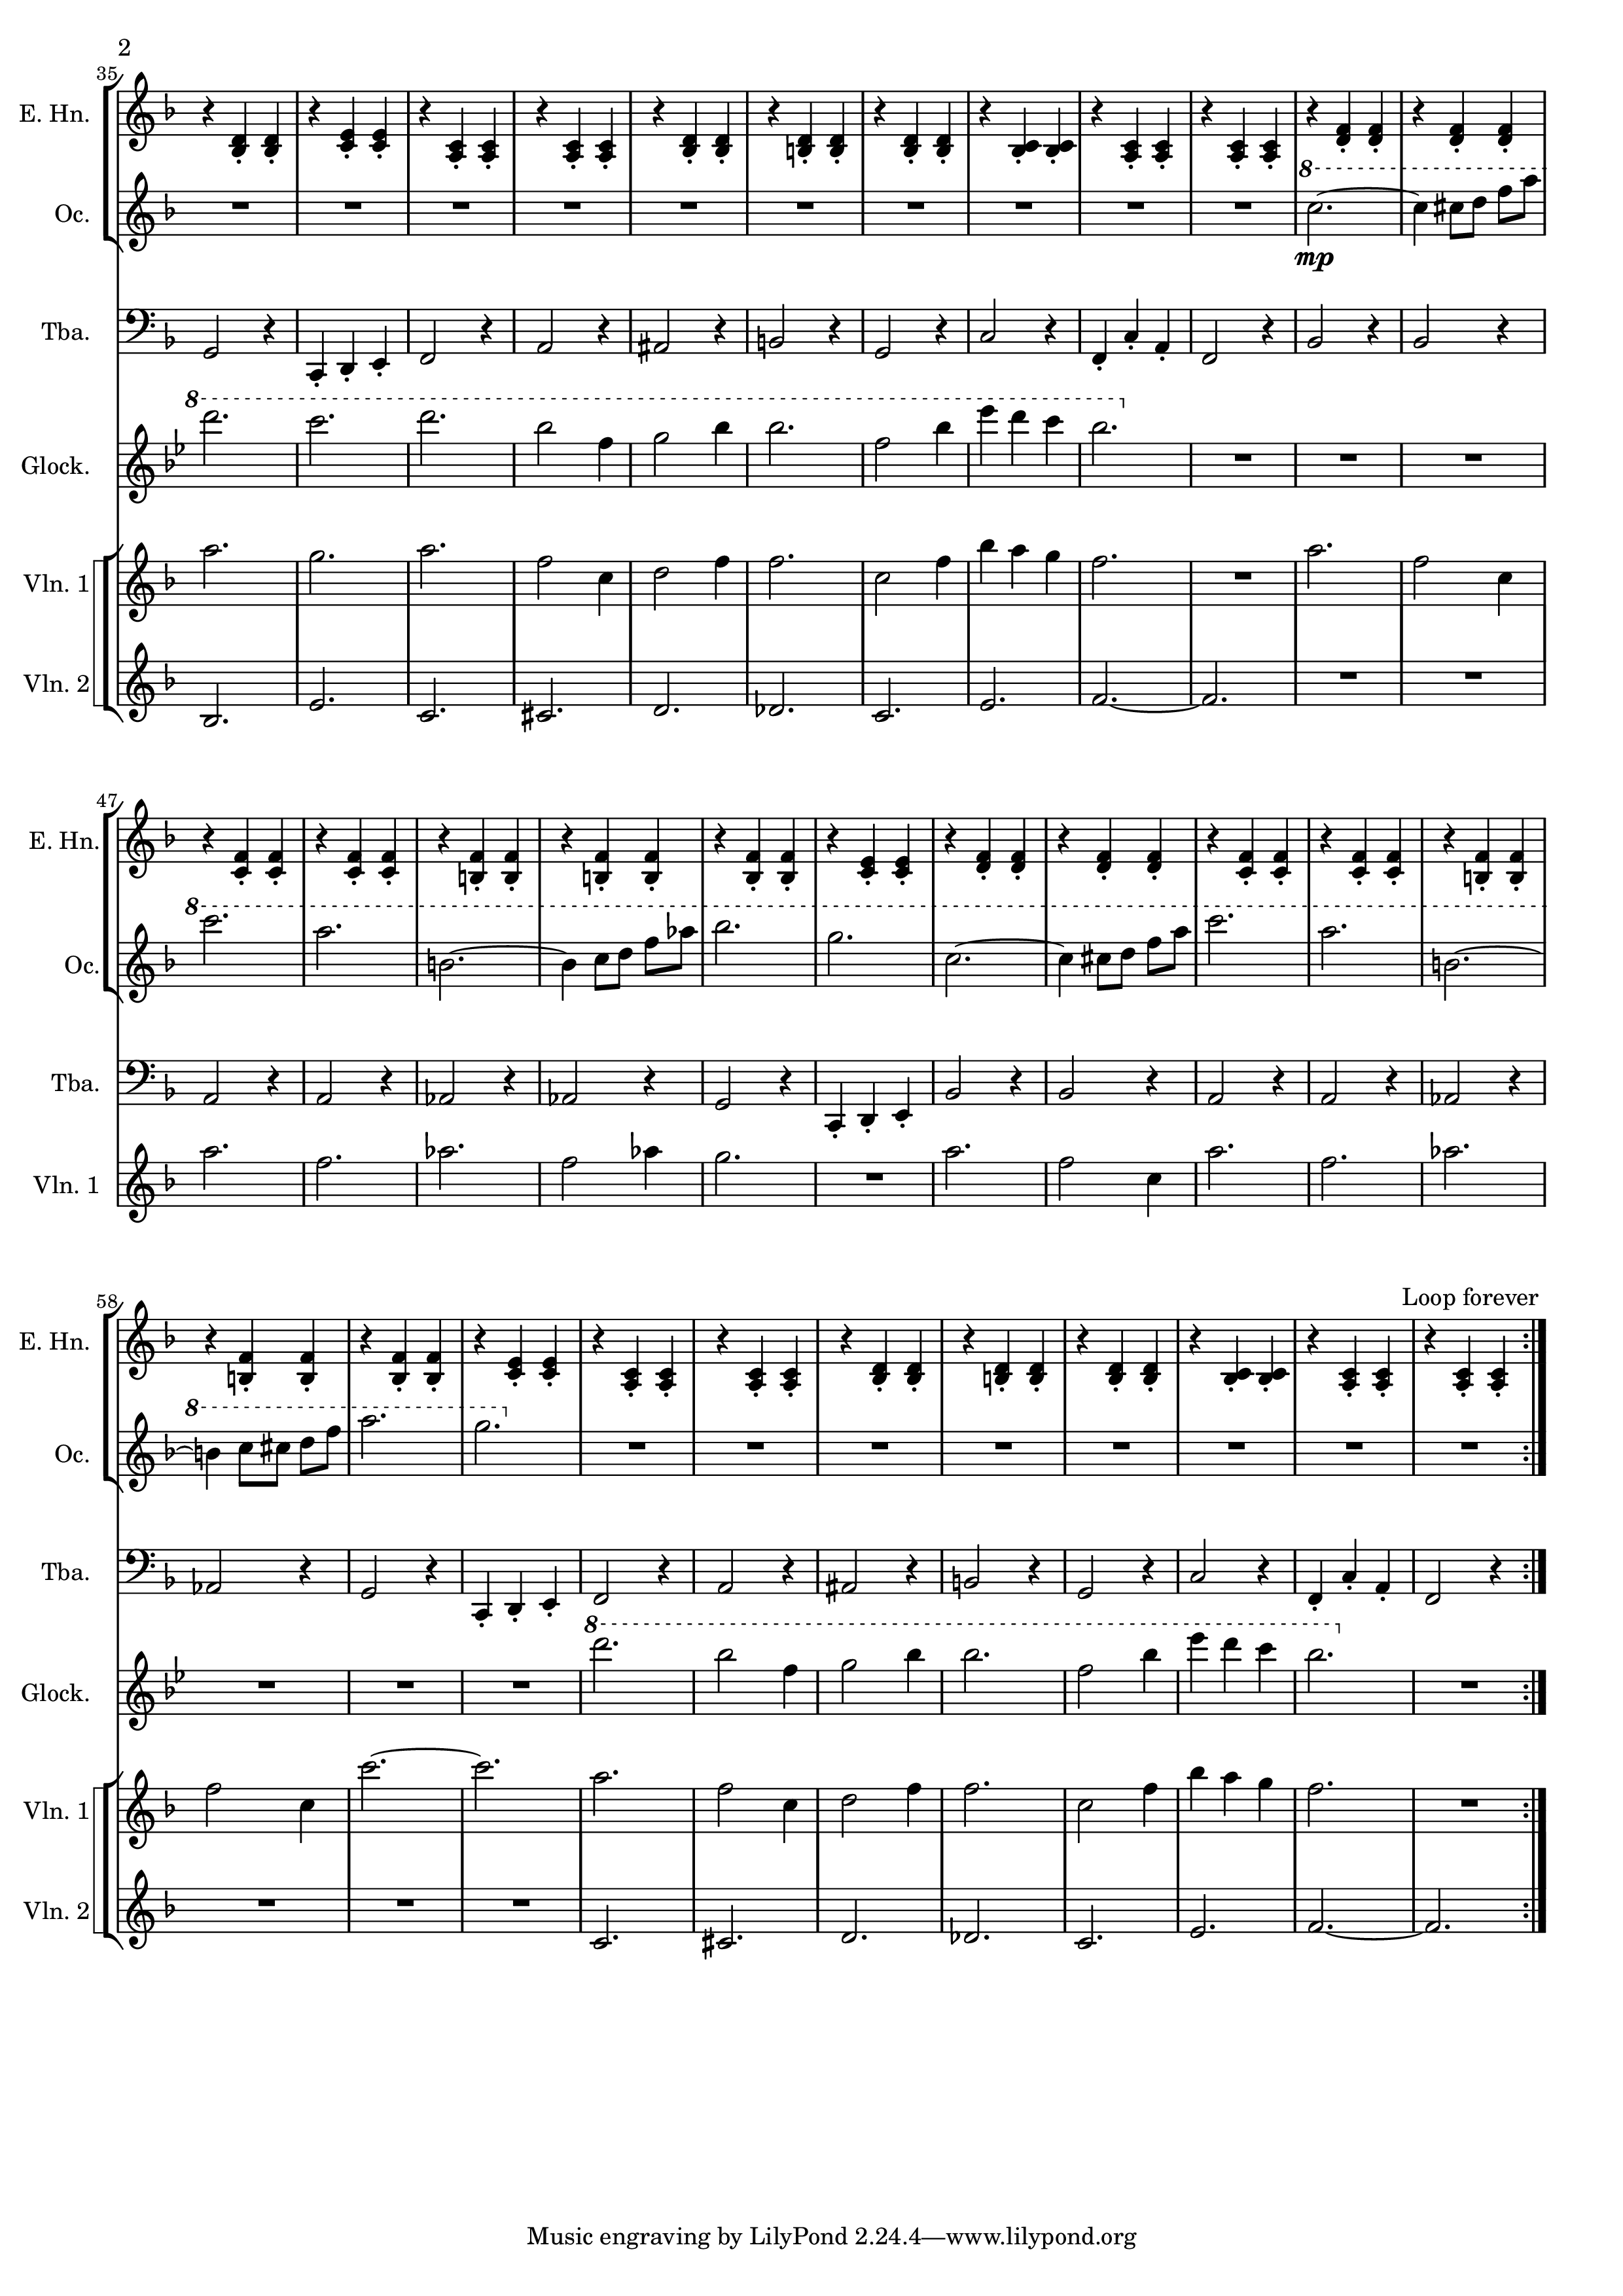 2
35
E. Hn.
Oc.
mp
Tba.
8
Glock.
Vln. 1
Vln. 2
8
47
E. Hn.
8
Oc.
Tba.
Vln. 1
Loop forever
58
E. Hn.
8
Oc.
Tba.
8
Glock.
Vln. 1
Vln. 2
Music engraving by LilyPond 2.24.4—www.lilypond.org